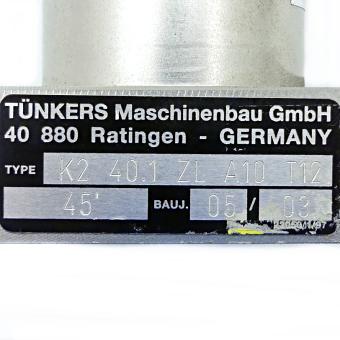 TÜNKERS Maschinenbau GmbH
40 880 Ratingen - GERMANY
TYPE K2 40.1 ZL A10 T12
45' BAUJ. 05 / 03